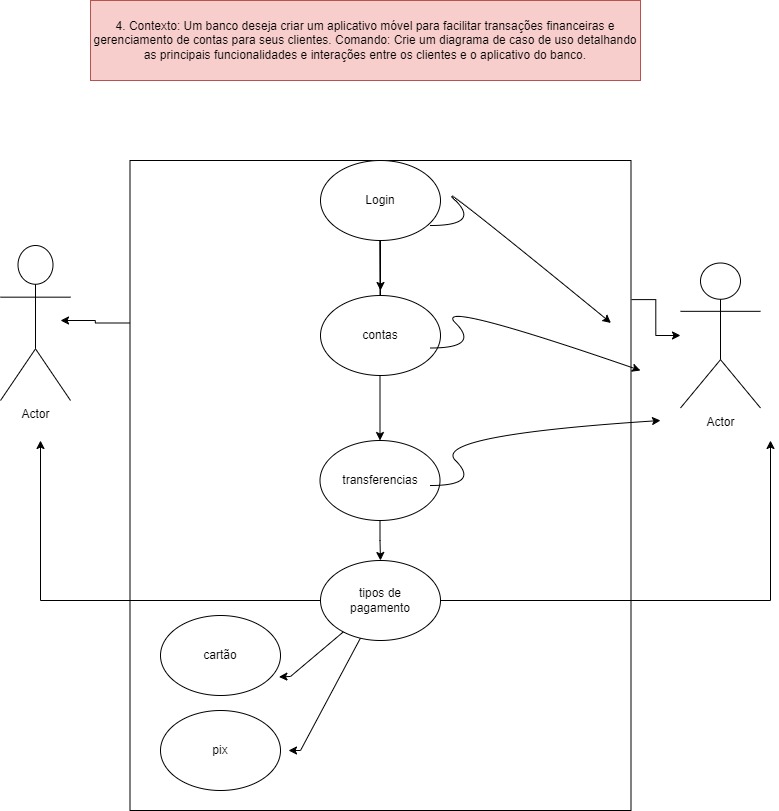 4. Contexto: Um banco deseja criar um aplicativo móvel para facilitar transações financeiras e
gerenciamento de contas para seus clientes. Comando: Crie um diagrama de caso de uso detalhando
as principais funcionalidades e interações entre os clientes e o aplicativo do banco.
Login
contas
Actor
Actor
transferencias
tipos de
pagamento
cartão
pix